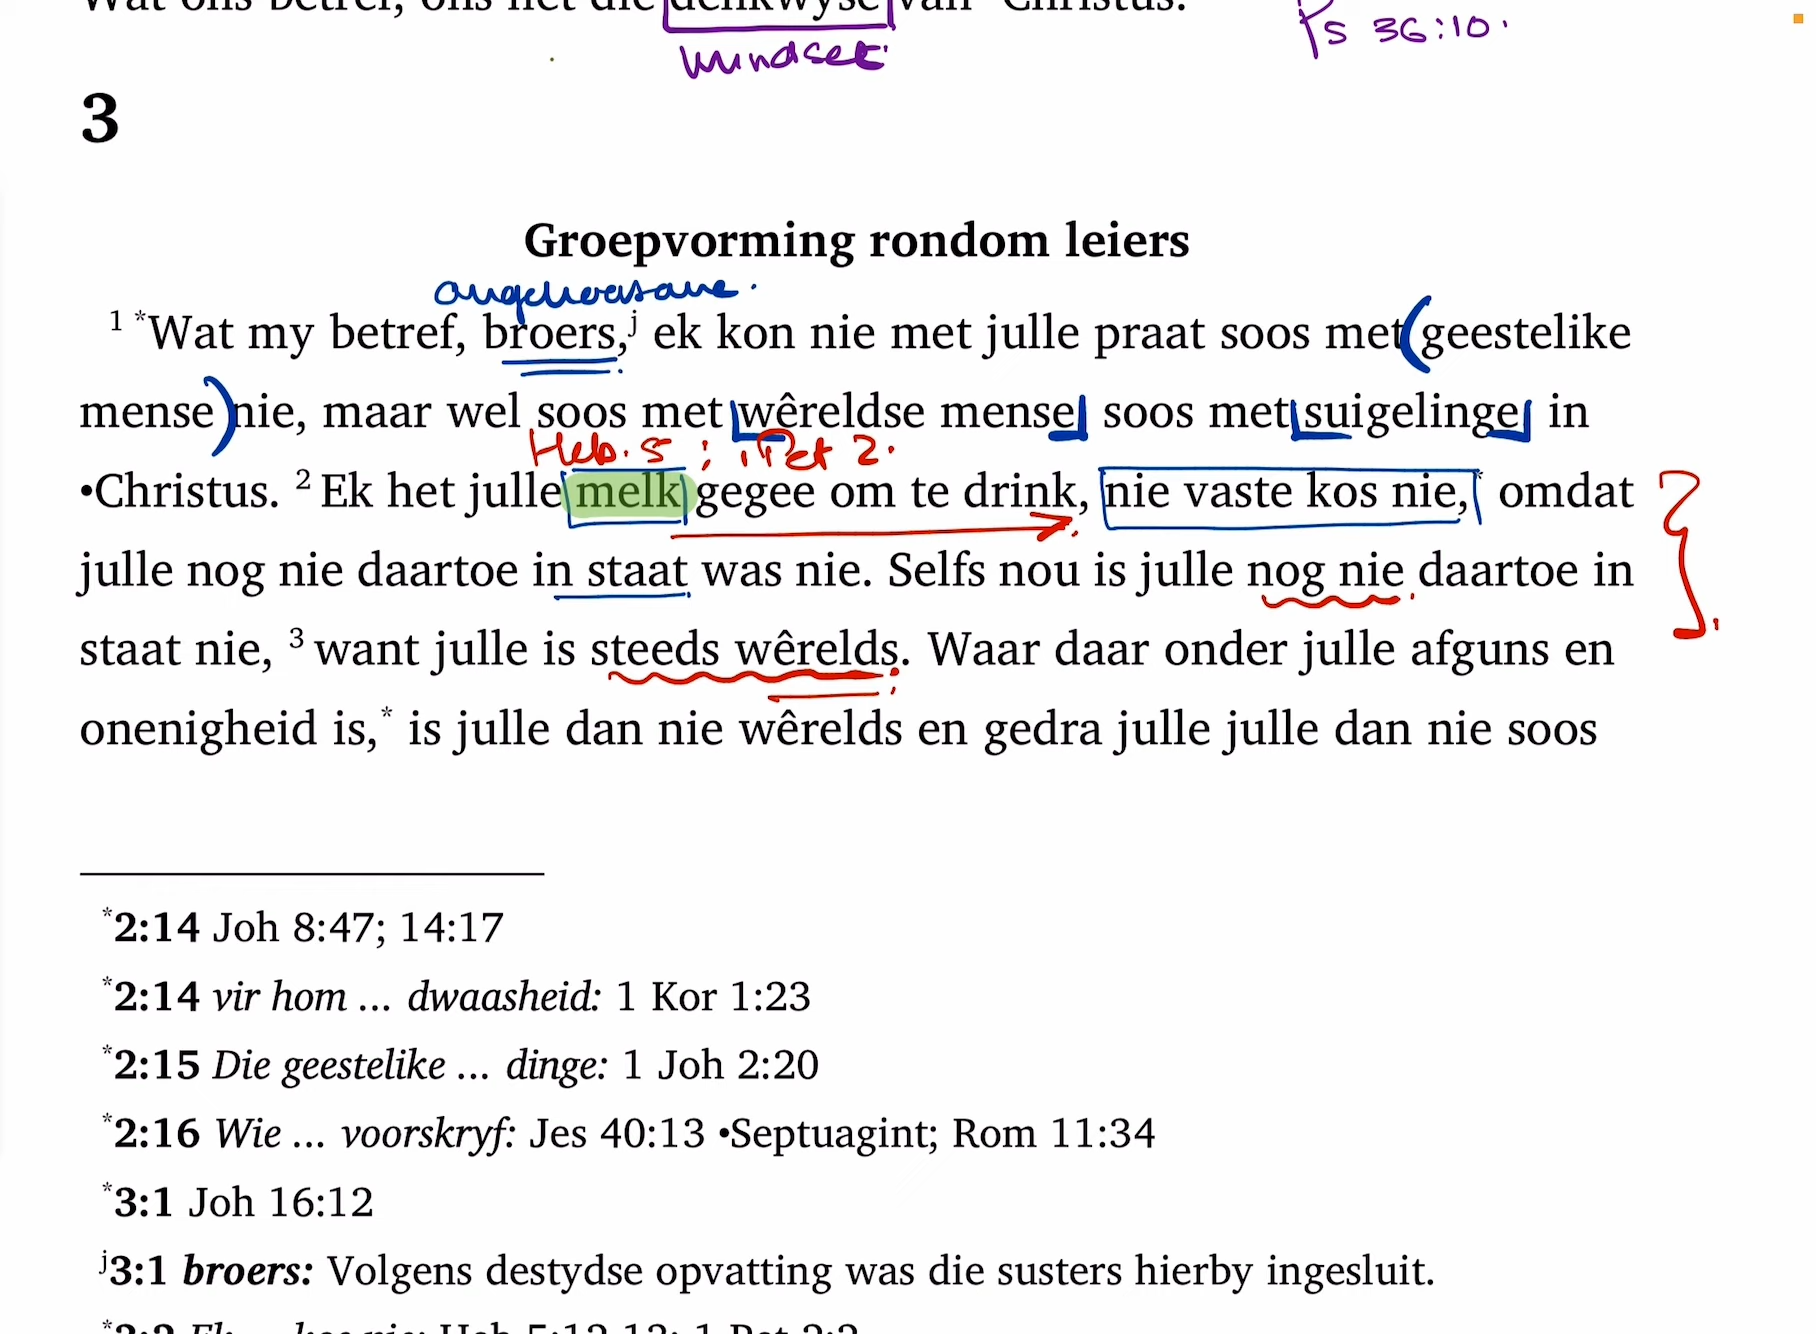 Wat ons betref, ons het die denkwyse van •Christus.
Ps 36:10.
mindset
3
Groepvorming rondom leiers
1 *Wat my betref, broers,j ek kon nie met julle praat soos met (geestelike
mense) nie, maar wel soos met wêreldse mense, soos met suigelinge in
Heb. 5 ; 1 Pet 2.
•Christus. 2 Ek het julle melk gegee om te drink, nie vaste kos nie,* omdat
julle nog nie daartoe in staat was nie. Selfs nou is julle nog nie daartoe in
staat nie, 3 want julle is steeds wêrelds. Waar daar onder julle afguns en
onenigheid is,* is julle dan nie wêrelds en gedra julle julle dan nie soos
*2:14 Joh 8:47; 14:17
*2:14 vir hom ... dwaasheid: 1 Kor 1:23
*2:15 Die geestelike ... dinge: 1 Joh 2:20
*2:16 Wie ... voorskryf: Jes 40:13 •Septuagint; Rom 11:34
*3:1 Joh 16:12
j3:1 broers: Volgens destydse opvatting was die susters hierby ingesluit.